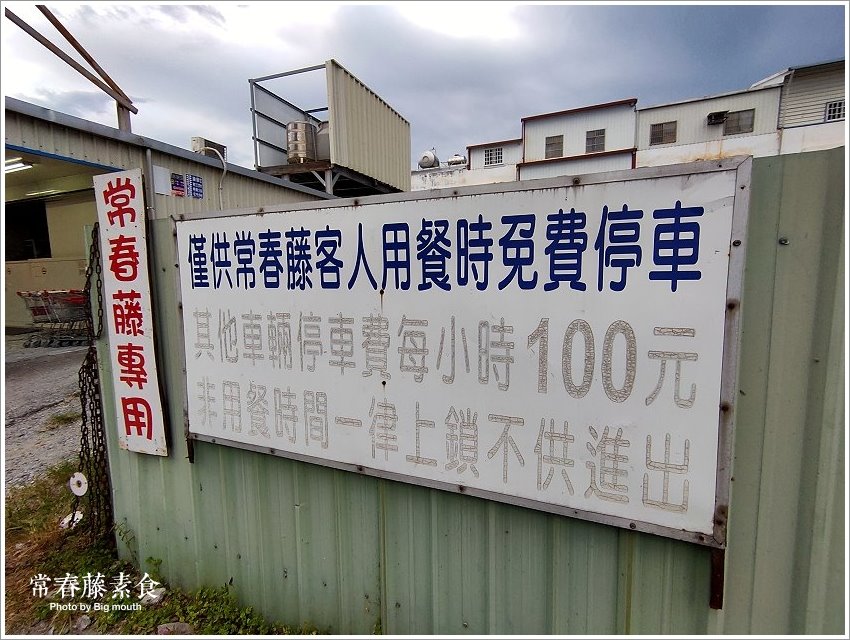 常春藤專用
僅供常春藤客人用餐時免費停車
其他車輛停車費每小時100元
非用餐時間一律上鎖不供進出
常春藤素食
Photo by Big mouth